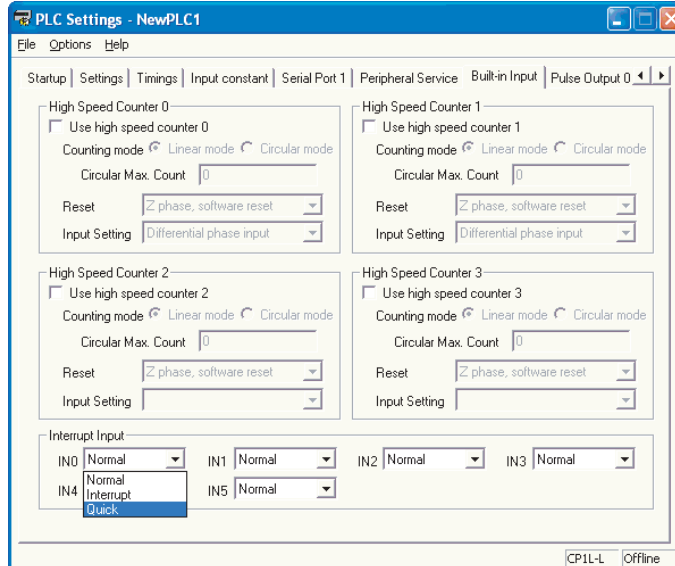 PLC Settings - NewPLC1
File Options Help
Startup Settings Timings Input constant Serial Port 1 Peripheral Service Built-in Input Pulse Output 0
High Speed Counter 0
Use high speed counter 0
Counting mode Linear mode Circular mode
Circular Max. Count 0
Reset Z phase, software reset
Input Setting Differential phase input
High Speed Counter 1
Use high speed counter 1
Counting mode Linear mode Circular mode
Circular Max. Count 0
Reset Z phase, software reset
Input Setting Differential phase input
High Speed Counter 2
Use high speed counter 2
Counting mode Linear mode Circular mode
Circular Max. Count 0
Reset Z phase, software reset
Input Setting
High Speed Counter 3
Use high speed counter 3
Counting mode Linear mode Circular mode
Circular Max. Count 0
Reset Z phase, software reset
Input Setting
Interrupt Input
IN0 Normal IN1 Normal IN2 Normal IN3 Normal
Normal
Interrupt
Quick
IN4 IN5 Normal
CP1L-L Offline